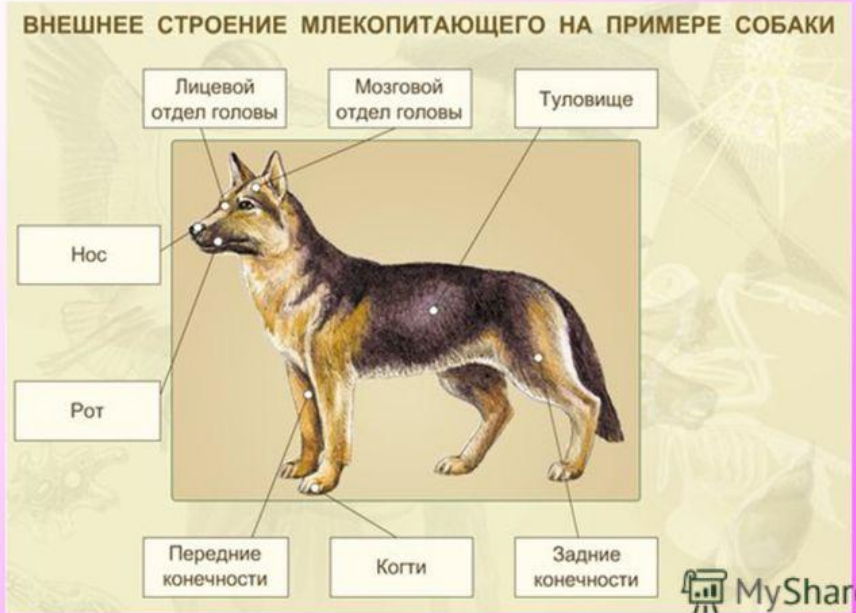 ВНЕШНЕЕ СТРОЕНИЕ МЛЕКОПИТАЮЩЕГО НА ПРИМЕРЕ СОБАКИ
Лицевой
отдел головы
Мозговой
отдел головы
Туловище
Нос
Рот
Передние
конечности
Когти
Задние
конечности
MyShar